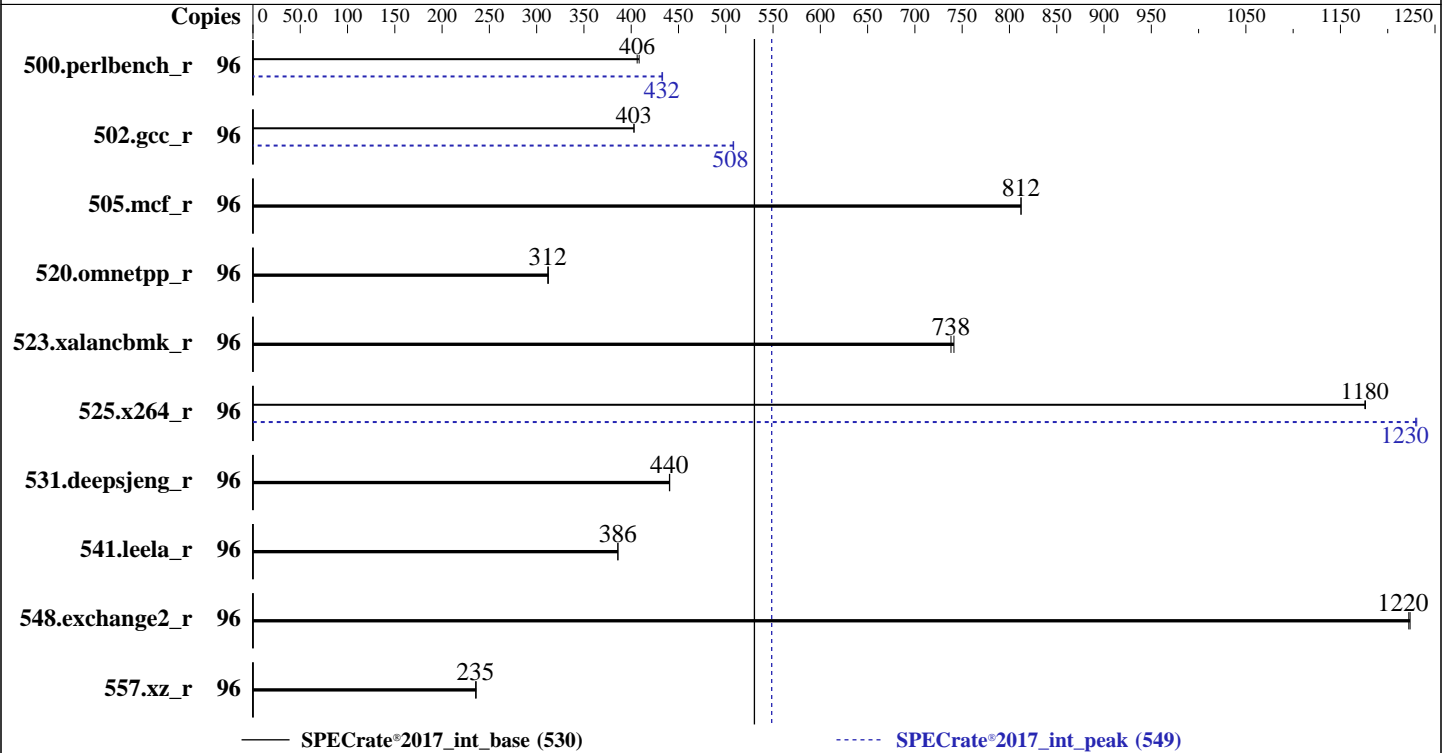 Copies 0 50.0 100 150 200 250 300 350 400 450 500 550 600 650 700 750 800 850 900 950 1050 1150 1250
406
500.perlbench_r 96
432
403
502.gcc_r 96
508
812
505.mcf_r 96
312
520.omnetpp_r 96
738
523.xalancbmk_r 96
1180
525.x264_r 96
1230
440
531.deepsjeng_r 96
386
541.leela_r 96
1220
548.exchange2_r 96
235
557.xz_r 96
SPECrate®2017_int_base (530) SPECrate®2017_int_peak (549)